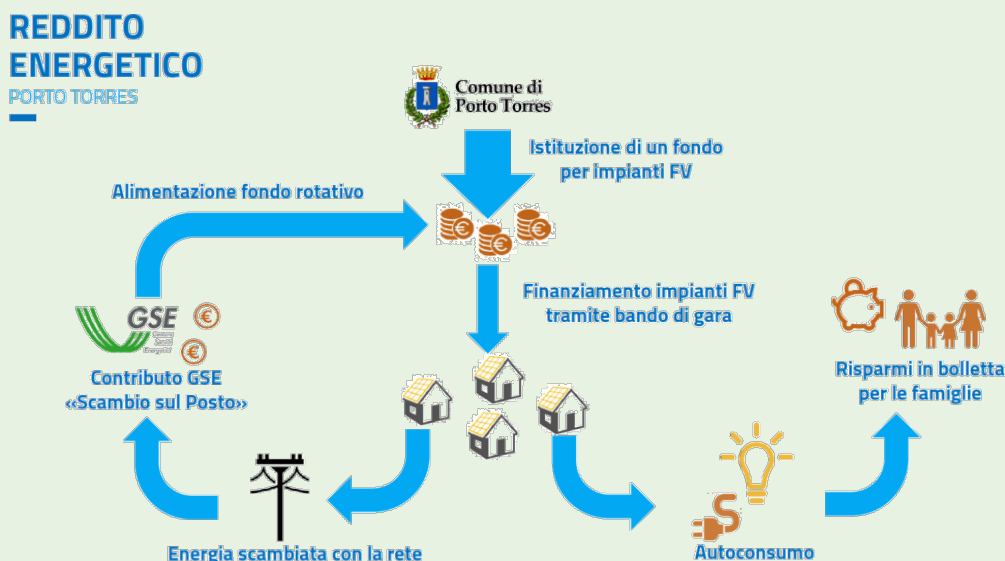 REDDITO
ENERGETICO
PORTO TORRES
Comune di
Porto Torres
Istituzione di un fondo
per impianti FV
Alimentazione fondo rotativo
Finanziamento impianti FV
tramite bando di gara
GSE
Contributo GSE
«Scambio sul Posto»
Risparmi in bolletta
per le famiglie
Energia scambiata con la rete
Autoconsumo